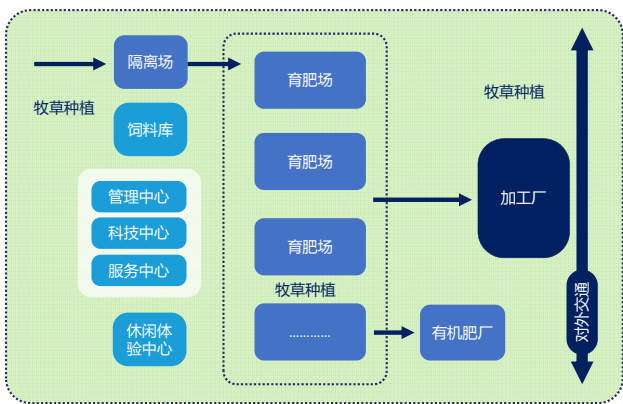 隔离场
牧草种植
饲料库
管理中心
科技中心
服务中心
休闲体
验中心
育肥场
育肥场
育肥场
牧草种植
............
有机肥厂
牧草种植
加工厂
对外交通